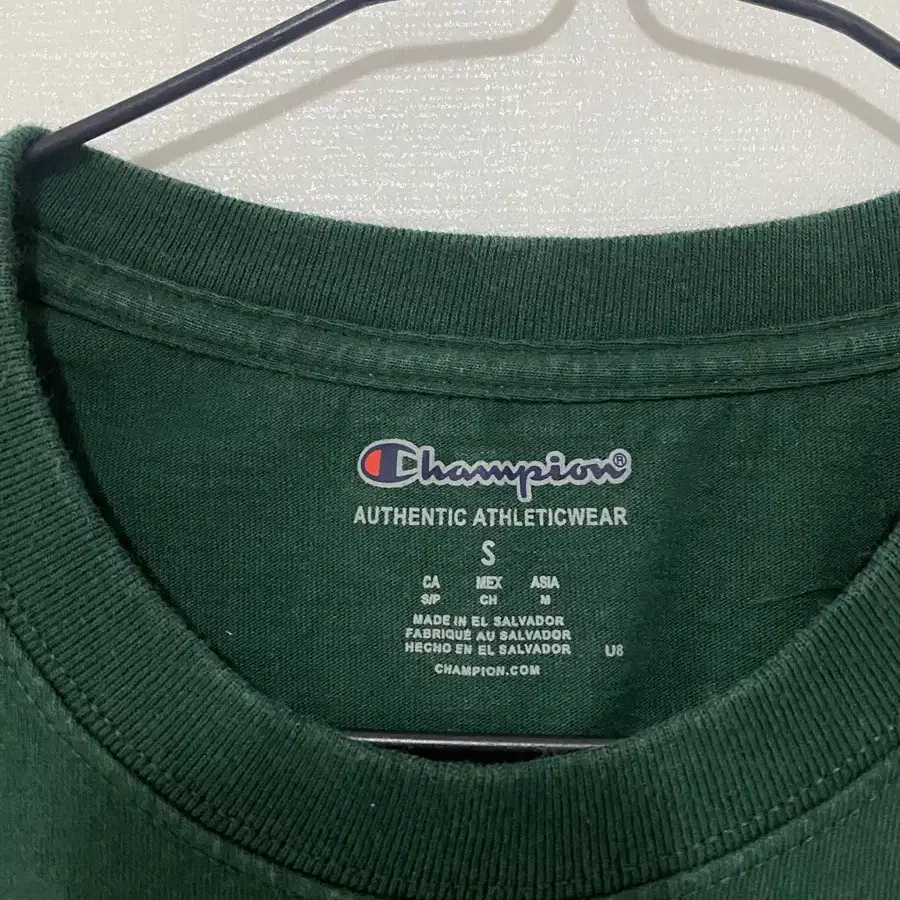 Champion®
AUTHENTIC ATHLETICWEAR
S
CA MEX ASIA
S/P CH M
MADE IN EL SALVADOR
FABRIQUÉ AU SALVADOR
HECHO EN EL SALVADOR U8
CHAMPION.COM